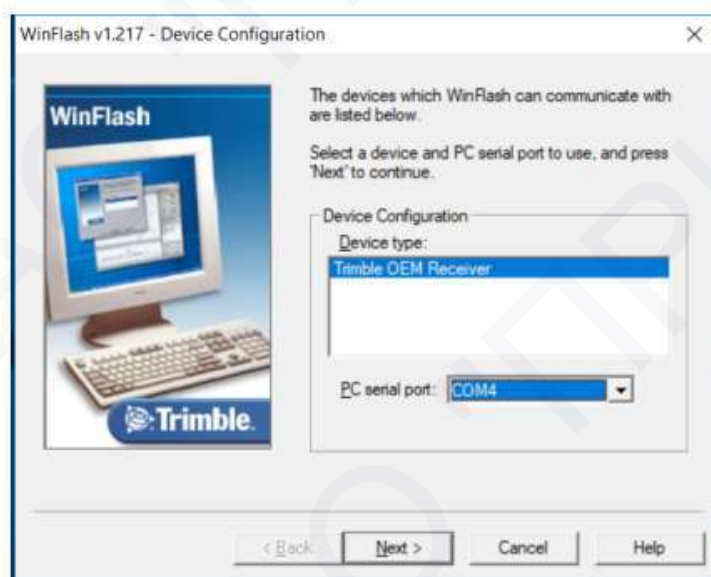 WinFlash v1.217 - Device Configuration
WinFlash
The devices which WinFlash can communicate with
are listed below.
Select a device and PC serial port to use, and press
'Next' to continue.
Device Configuration
Device type:
Trimble OEM Receiver
PC serial port:
COM4
Trimble.
< Back
Next >
Cancel
Help